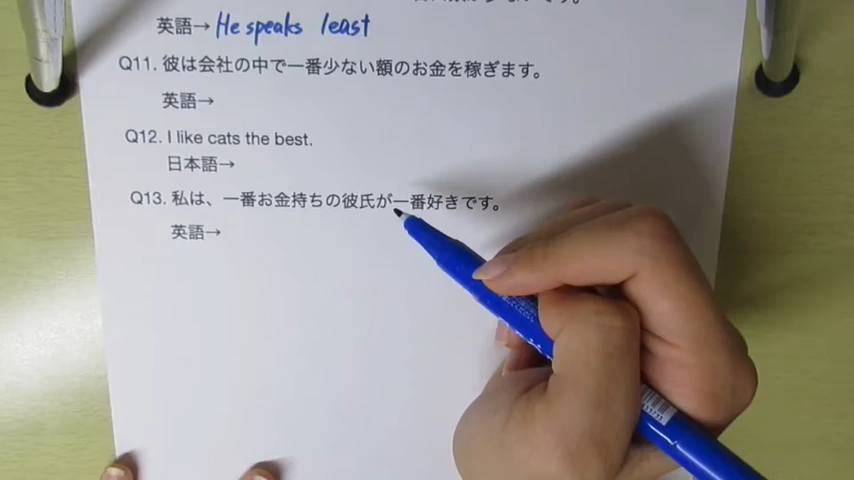 英語→ He speaks least
Q11. 彼は会社の中で一番少ない額のお金を稼ぎます。
英語→
Q12. I like cats the best.
日本語→
Q13. 私は、一番お金持ちの彼氏が一番好きです。
英語→